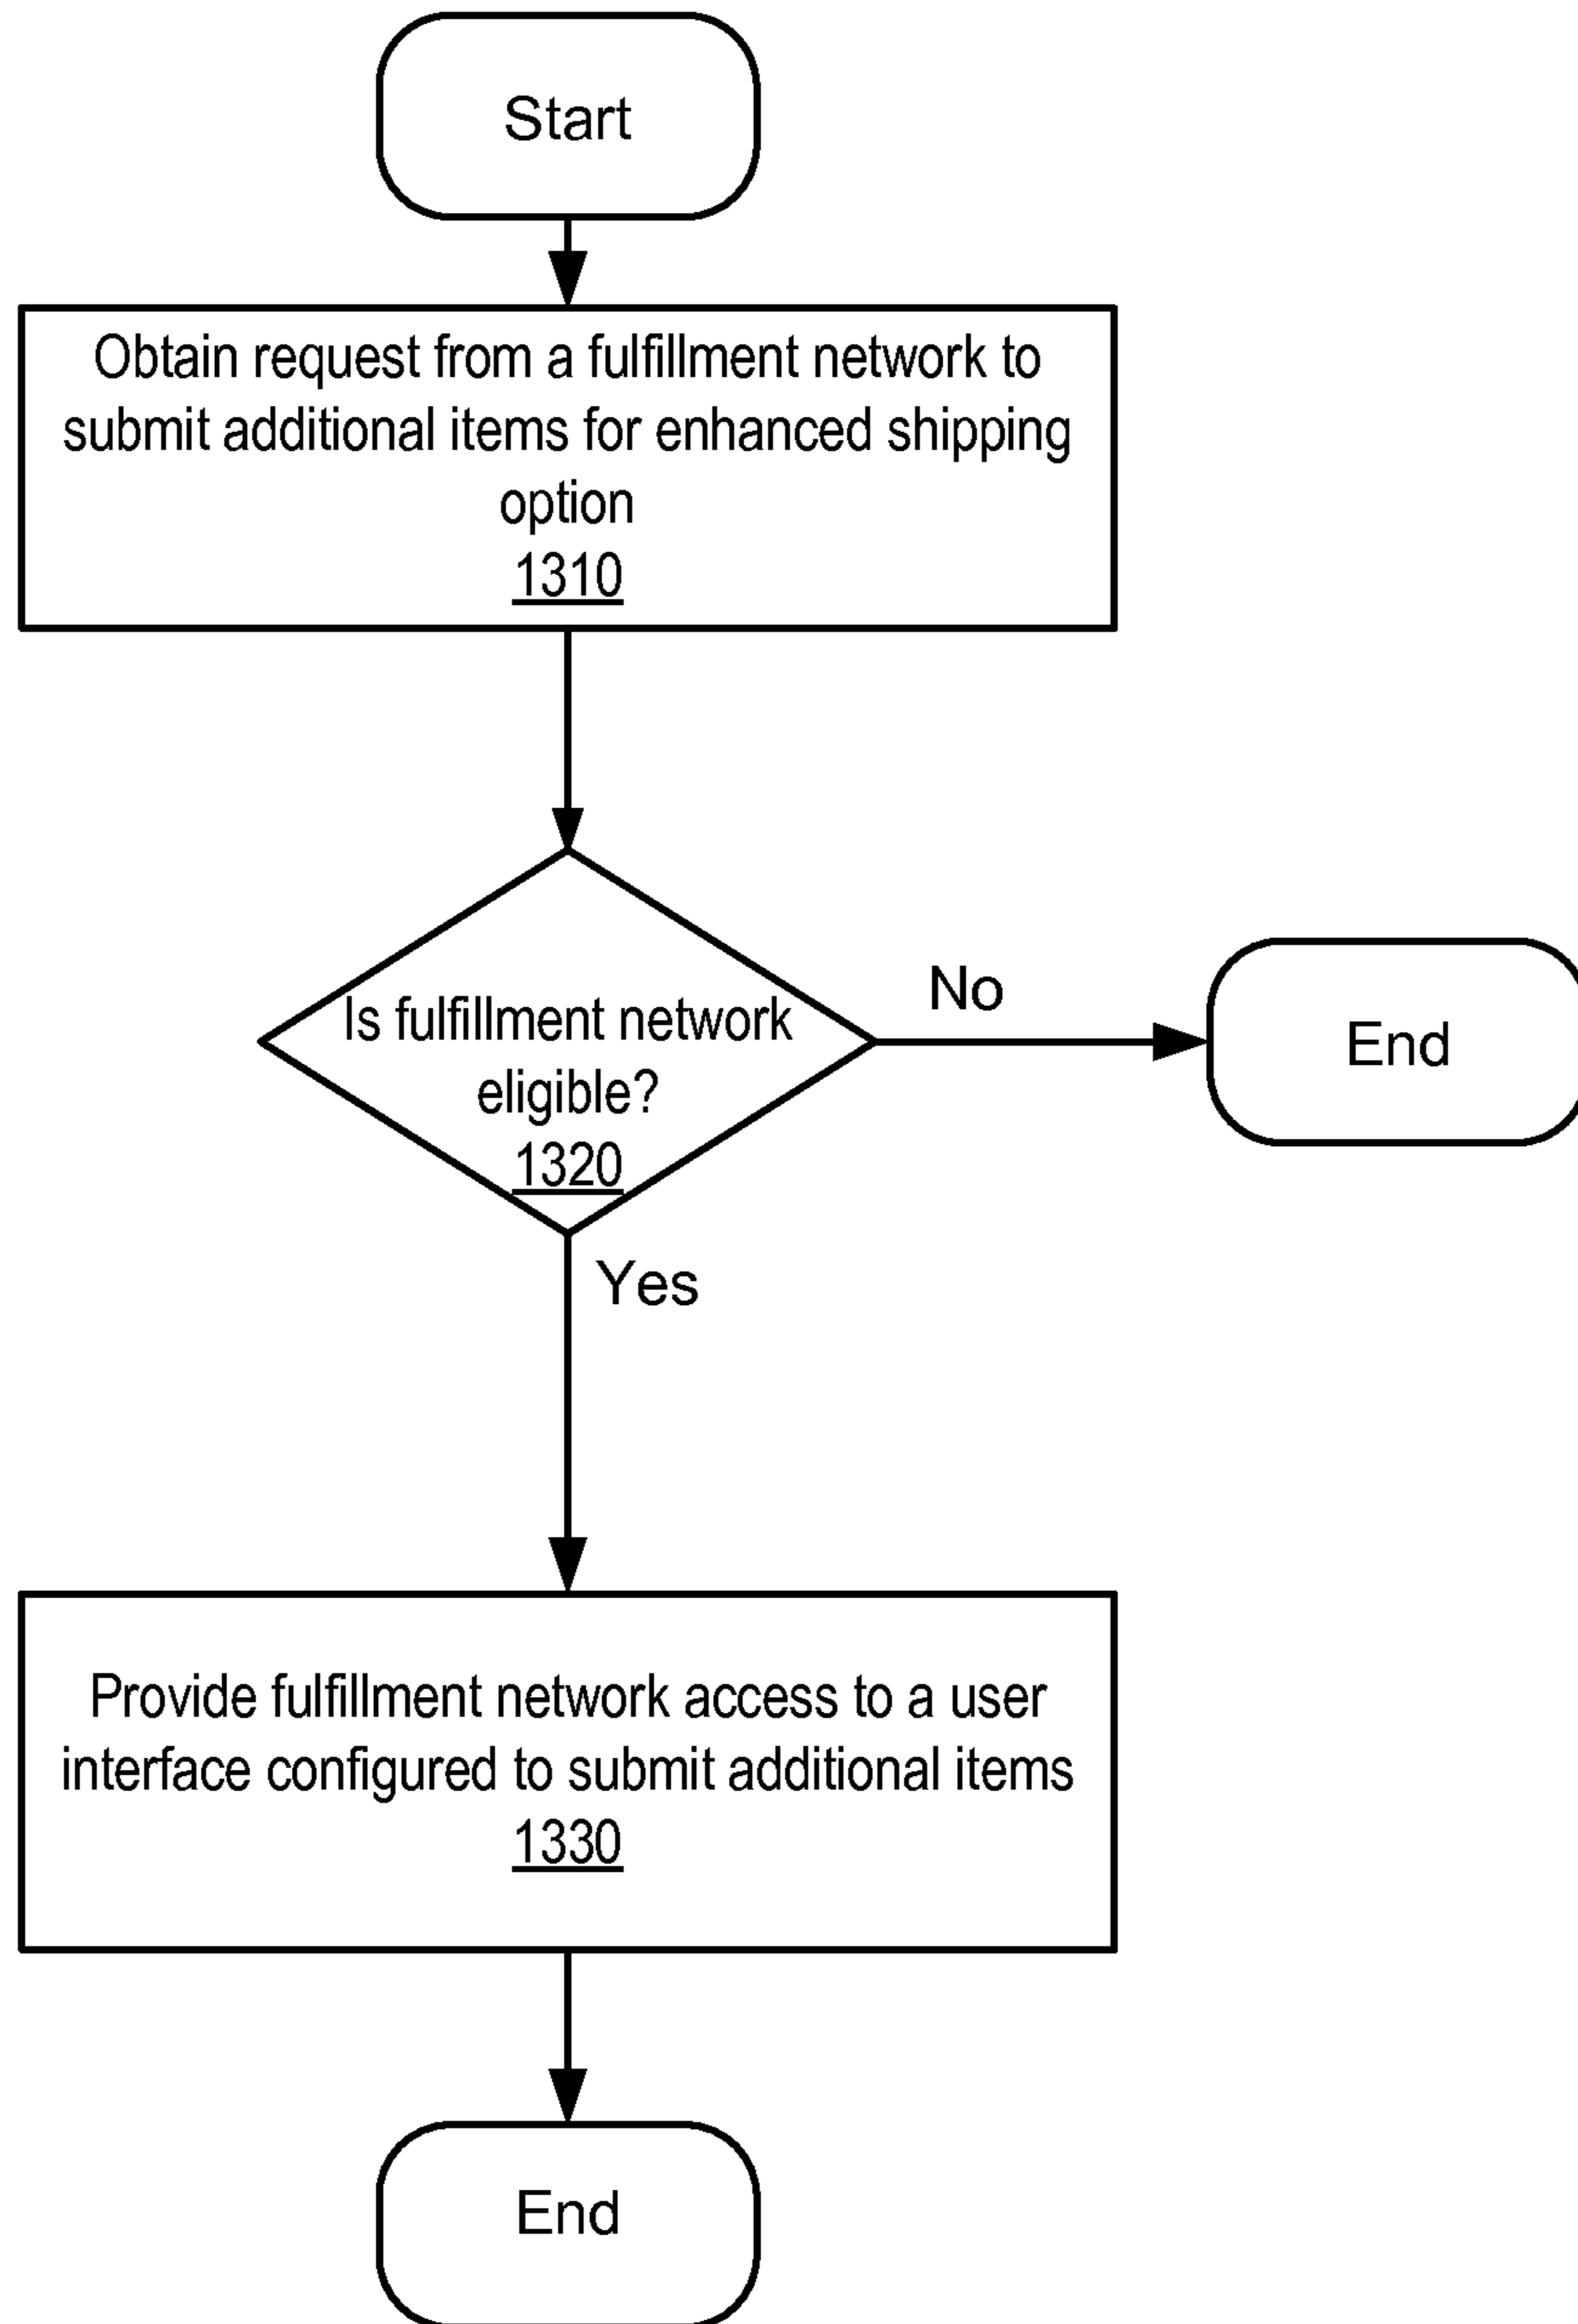 Start
Obtain request from a fulfillment network to
submit additional items for enhanced shipping
option
1310
Is fulfillment network
eligible?
1320
No
End
Yes
Provide fulfillment network access to a user
interface configured to submit additional items
1330
End